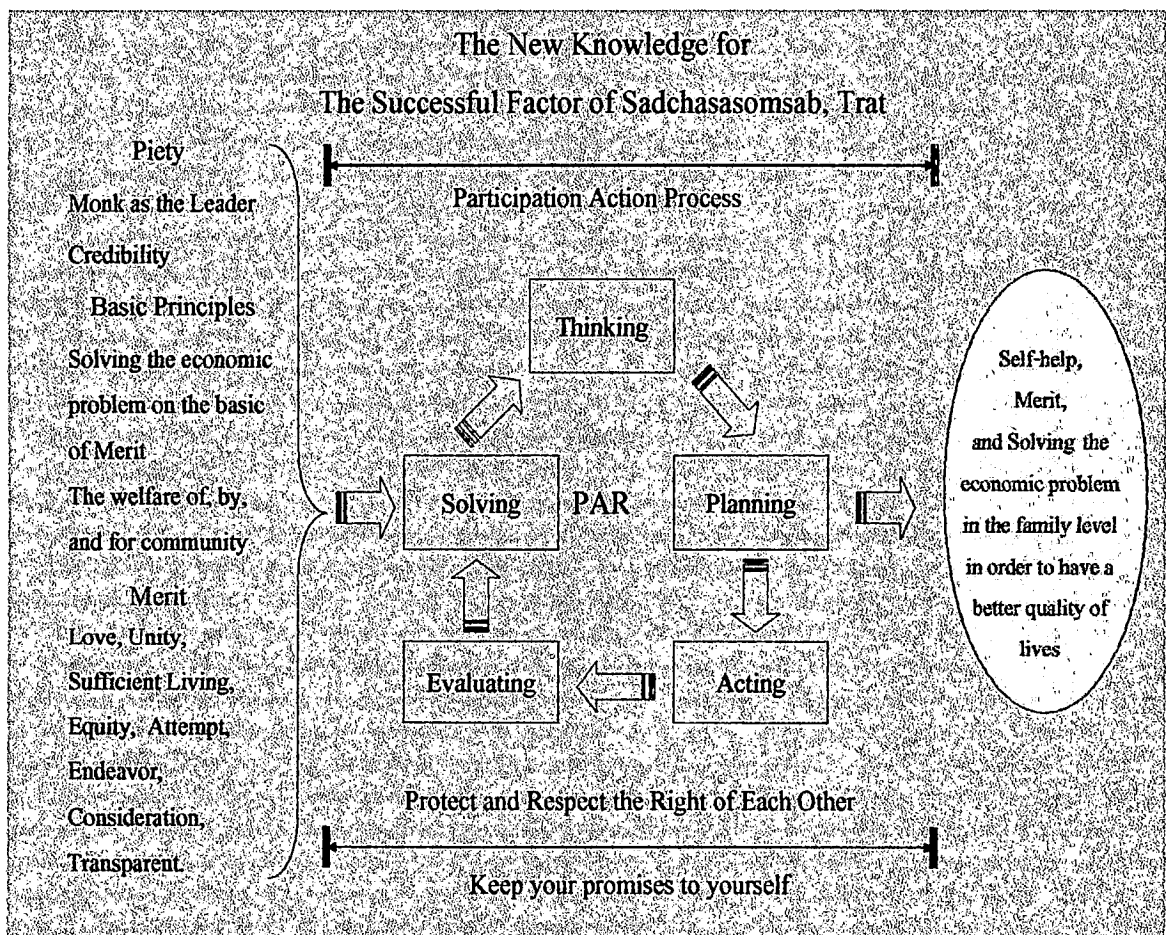 The New Knowledge for
The Successful Factor of Sadchasasomsab, Trat
Piety
Monk as the Leader
Credibility
Basic Principles
Solving the economic
problem on the basic
of Merit
The welfare of, by,
and for community
Merit
Love, Unity,
Sufficient Living,
Equity, Attempt,
Endeavor,
Consideration,
Transparent.
Participation Action Process
Thinking
Solving
PAR
Planning
Evaluating
Acting
Protect and Respect the Right of Each Other
Keep your promises to yourself
Self-help,
Merit,
and Solving the
economic problem
in the family level
in order to have a
better quality of
lives